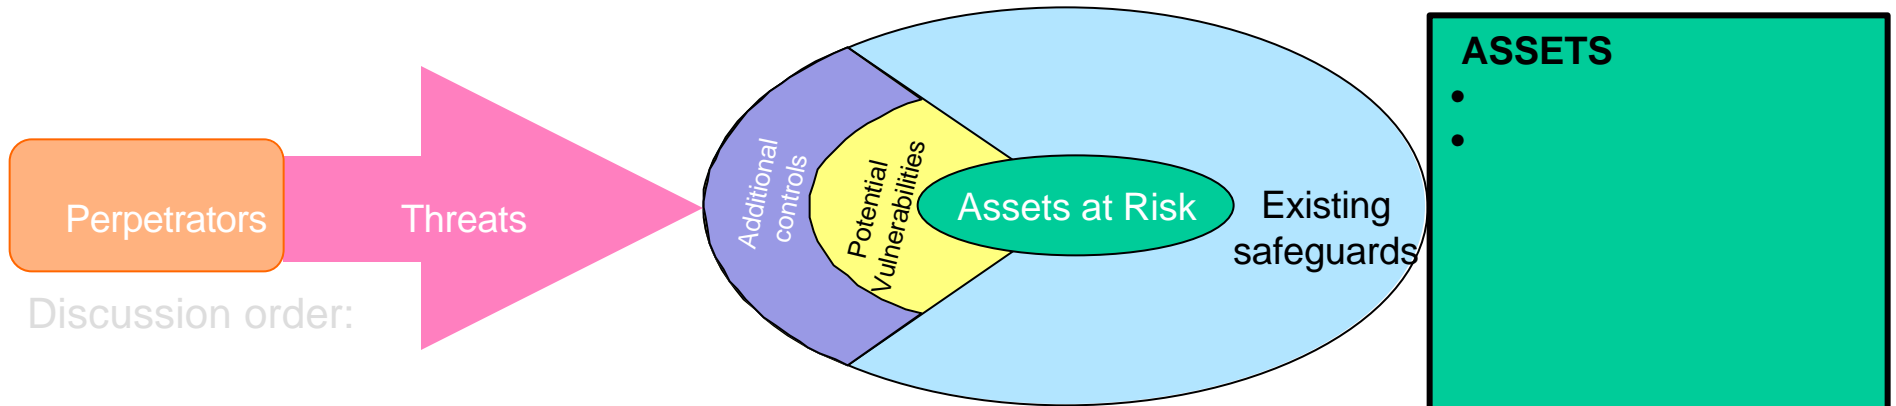 Perpetrators
Threats
Discussion order:
Additional
controls
Potential
Vulnerabilities
Assets at Risk
Existing
safeguards
ASSETS
•
•